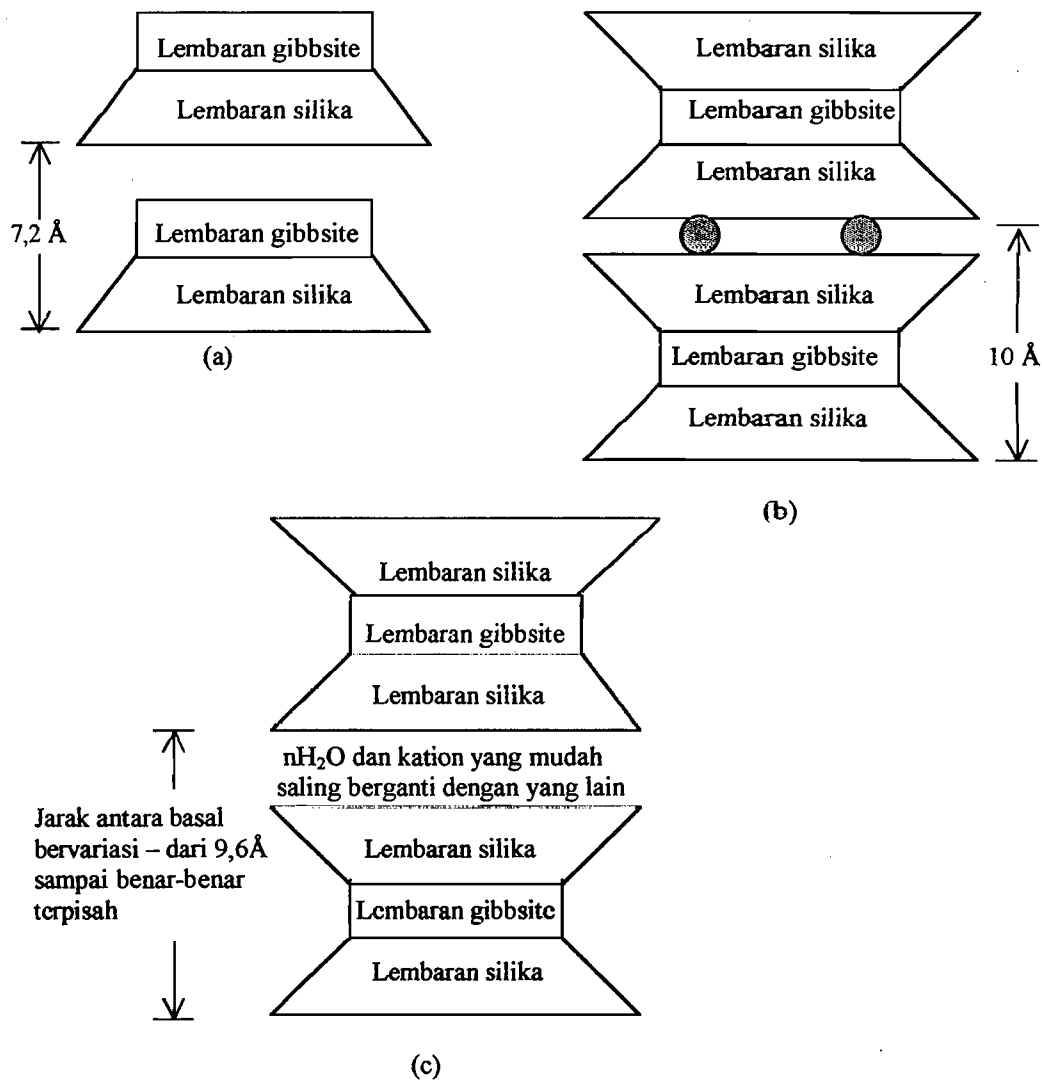 Lembaran gibbsite
Lembaran silika
7,2 Å
Lembaran gibbsite
Lembaran silika
(a)
Lembaran silika
Lembaran gibbsite
Lembaran silika
Lembaran silika
Lembaran gibbsite
Lembaran silika
10 Å
(b)
Lembaran silika
Lembaran gibbsite
Lembaran silika
nH₂O dan kation yang mudah
saling berganti dengan yang lain
Jarak antara basal
bervariasi – dari 9,6Å
sampai benar-benar
terpisah
Lembaran silika
Lembaran gibbsite
Lembaran silika
(c)